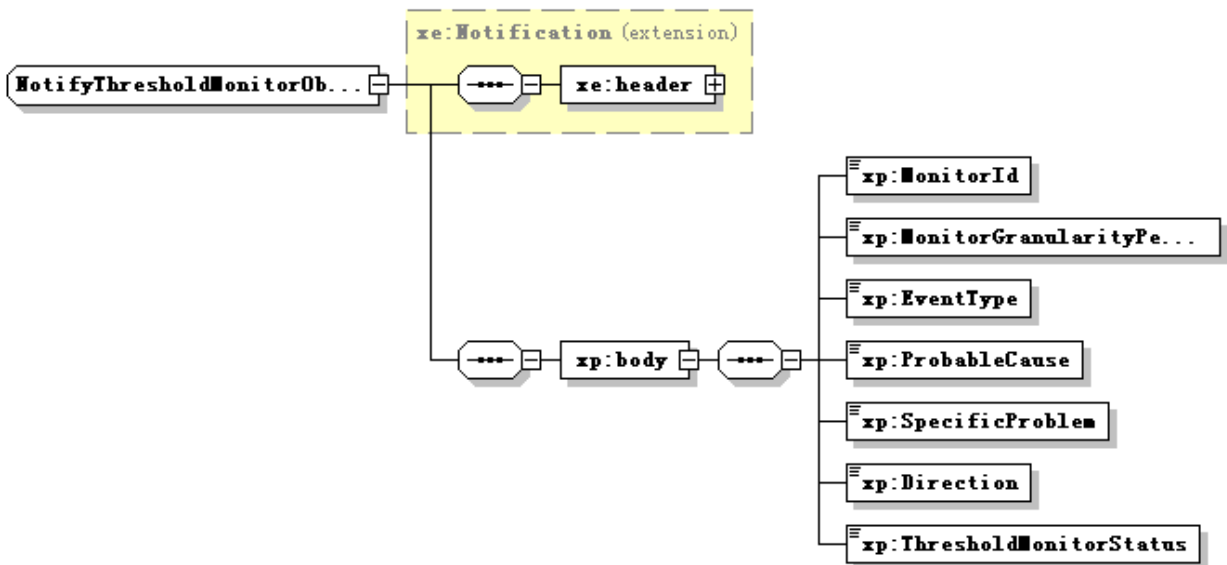 xe:Notification (extension)
NotifyThresholdMonitorOb...
xe:header
xp:MonitorId
xp:MonitorGranularityPe...
xp:EventType
xp:body
xp:ProbableCause
xp:SpecificProblem
xp:Direction
xp:ThresholdMonitorStatus